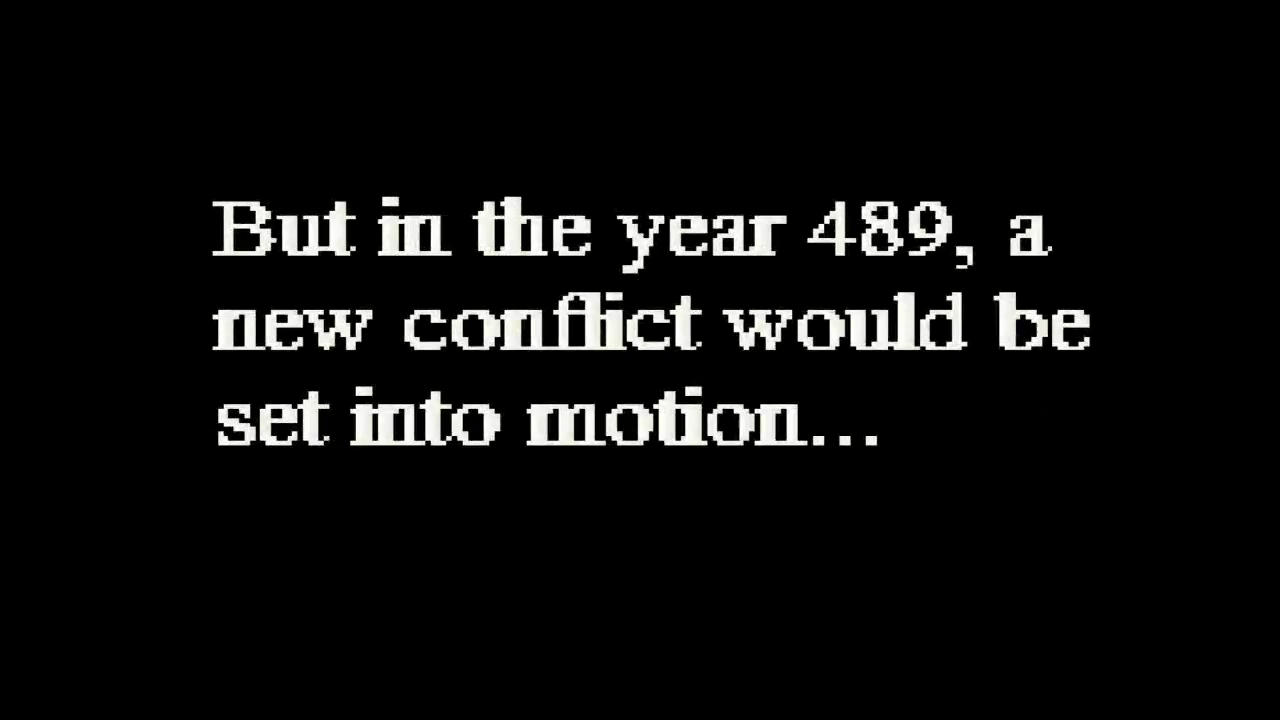 But in the year 489, a
new conflict would be
set into motion...